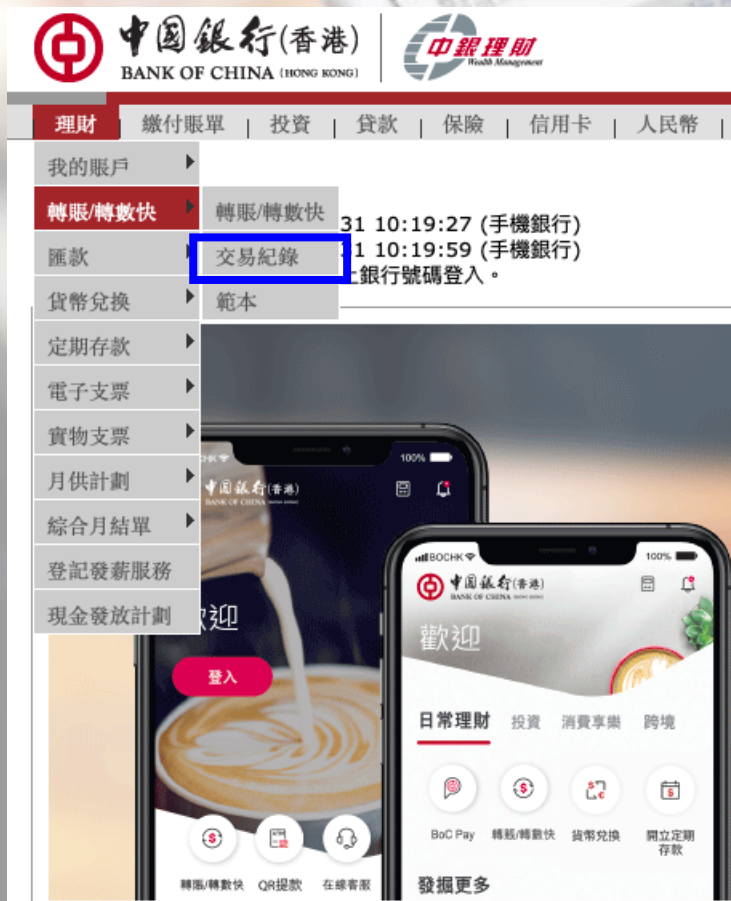 中国銀行(香港)
BANK OF CHINA (HONG KONG)
中銀理財
Wealth Management
理財 | 繳付賬單 | 投資 | 貸款 | 保險 | 信用卡 | 人民幣 |
我的賬戶
轉賬/轉數快
轉賬/轉數快
31 10:19:27 (手機銀行)
匯款
交易紀錄
31 10:19:59 (手機銀行)
上銀行號碼登入。
貨幣兌換
範本
定期存款
電子支票
實物支票
月供計劃
綜合月結單
登記發薪服務
現金發放計劃
100%
中国銀行(香港)
BANK OF CHINA
歡迎
登入
轉賬/轉數快
QR提款
在線客服
BOCHK
100%
中国銀行(香港)
BANK OF CHINA (HONG KONG)
歡迎
日常理財 投資 消費享樂 跨境
BoC Pay 轉賬/轉數快 貨幣兌換 開立定期
存款
發掘更多